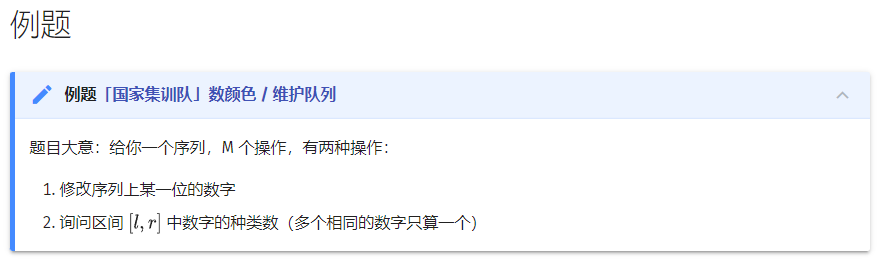 例题
例题「国家集训队」数颜色 / 维护队列
题目大意：给你一个序列，M 个操作，有两种操作：
1. 修改序列上某一位的数字
2. 询问区间 [l, r] 中数字的种类数（多个相同的数字只算一个）